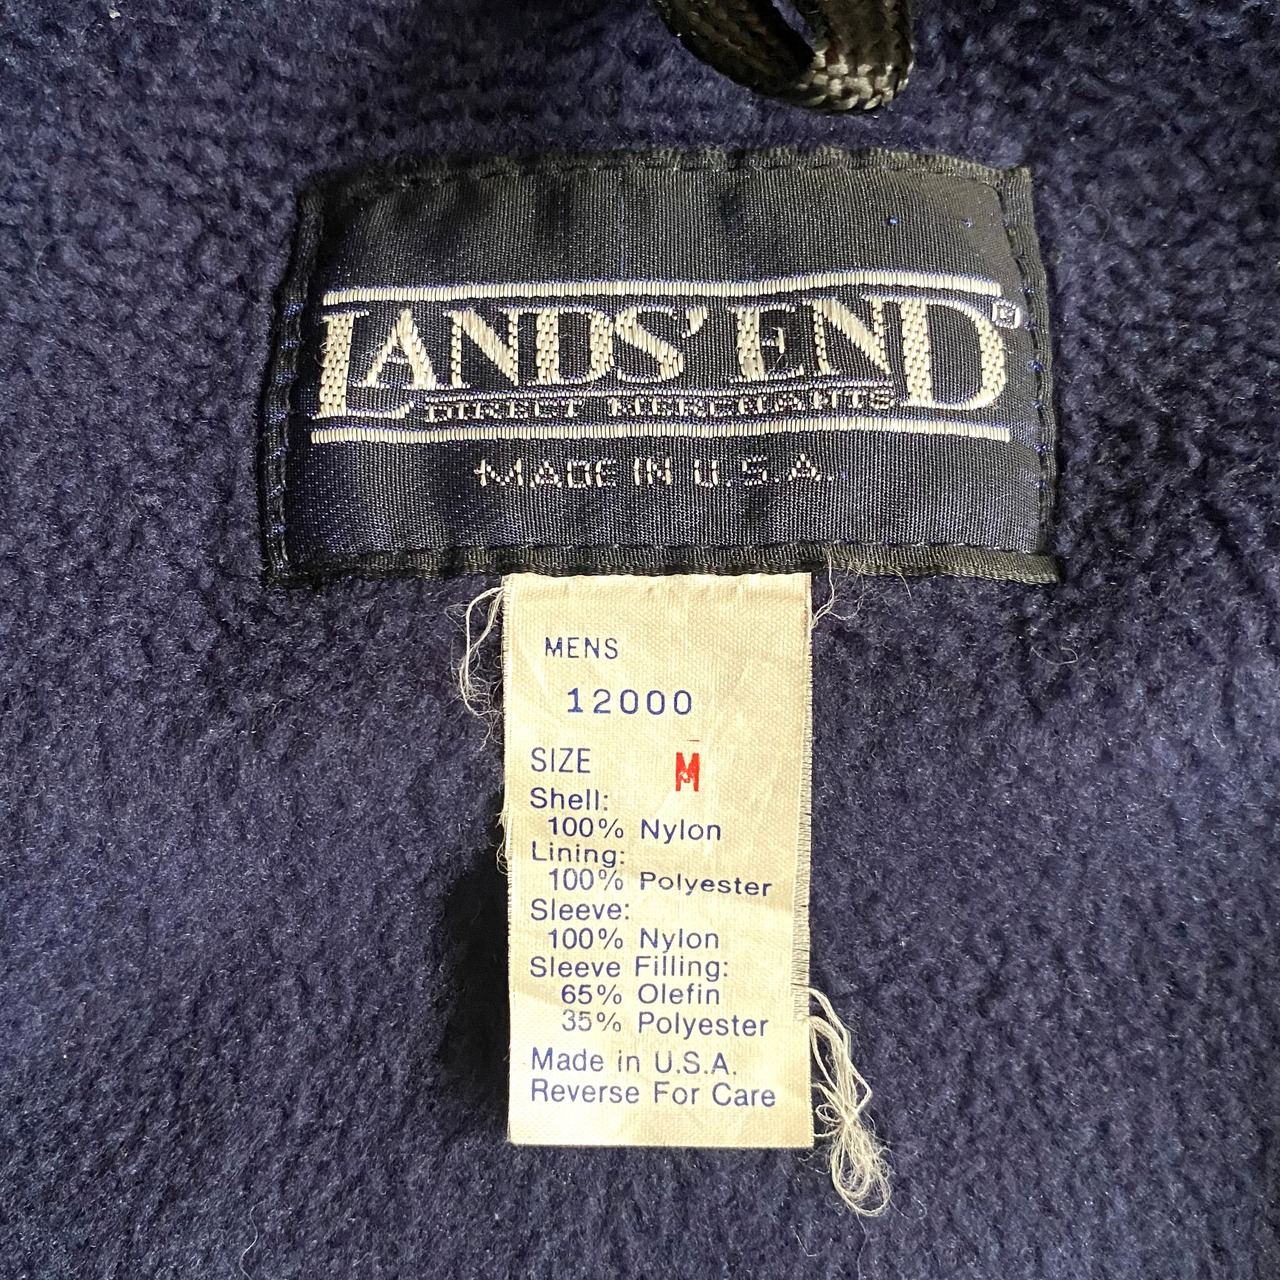 LANDS' END®
DIRECT MERCHANTS
MADE IN U.S.A.
MENS
12000
SIZE M
Shell:
100% Nylon
Lining:
100% Polyester
Sleeve:
100% Nylon
Sleeve Filling:
65% Olefin
35% Polyester
Made in U.S.A.
Reverse For Care